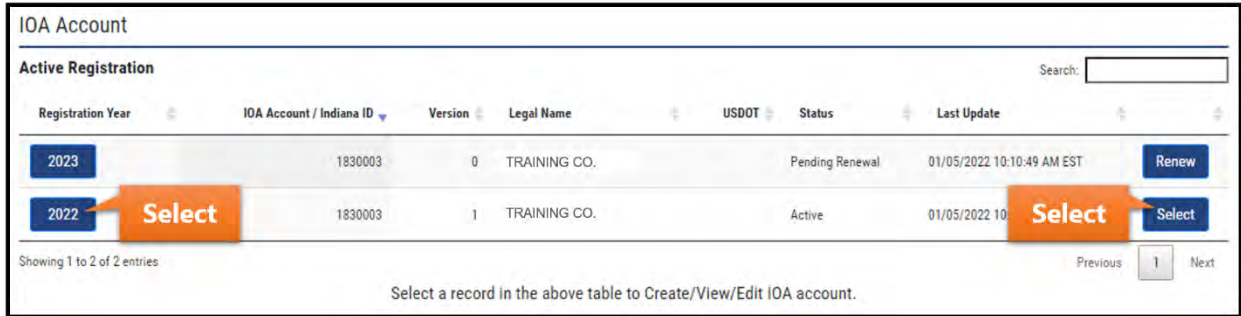 IOA Account
Active Registration Search:
Registration Year IOA Account / Indiana ID Version Legal Name USDOT Status Last Update
2023 1830003 0 TRAINING CO. Pending Renewal 01/05/2022 10:10:49 AM EST Renew
2022 Select 1830003 1 TRAINING CO. Active 01/05/2022 10 Select Select
Showing 1 to 2 of 2 entries Previous 1 Next
Select a record in the above table to Create/View/Edit IOA account.